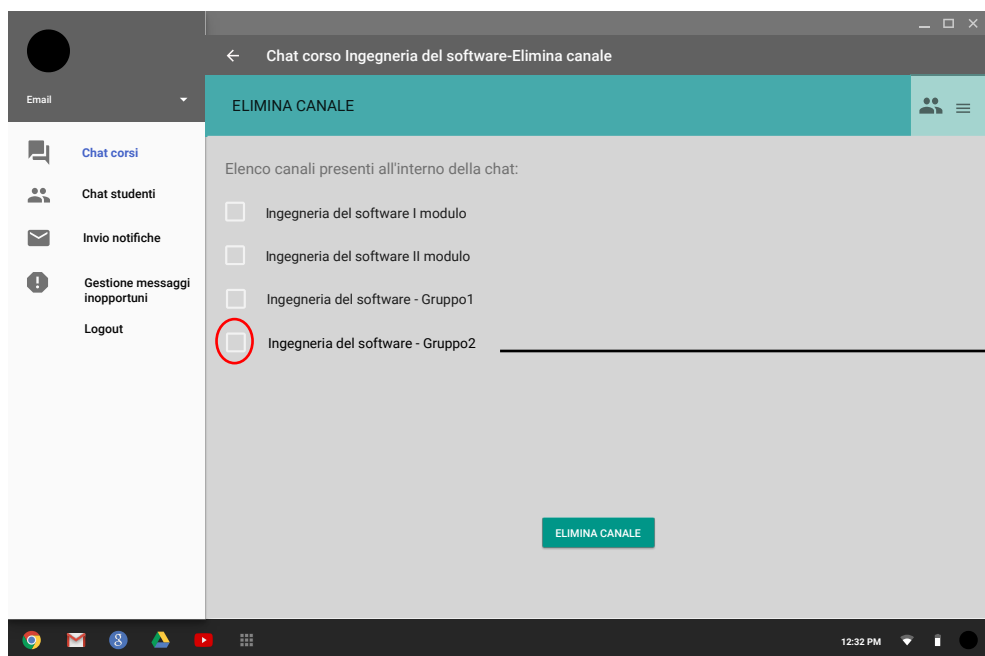 Chat corso Ingegneria del software-Elimina canale
Email
ELIMINA CANALE
Chat corsi
Chat studenti
Invio notifiche
Gestione messaggi
inopportuni
Logout
Elenco canali presenti all'interno della chat:
Ingegneria del software I modulo
Ingegneria del software II modulo
Ingegneria del software - Gruppo1
Ingegneria del software - Gruppo2
ELIMINA CANALE
8
12:32 PM